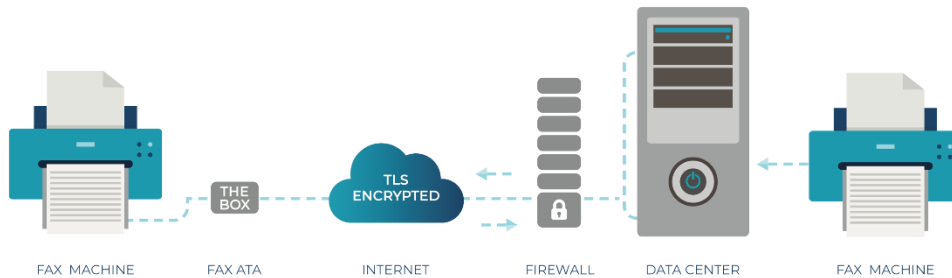 THE
BOX
TLS
ENCRYPTED
FAX MACHINE
FAX ATA
INTERNET
FIREWALL
DATA CENTER
FAX MACHINE